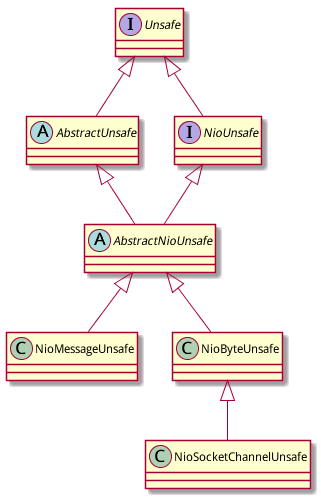 I Unsafe
A AbstractUnsafe
I NioUnsafe
A AbstractNioUnsafe
C NioMessageUnsafe
C NioByteUnsafe
C NioSocketChannelUnsafe